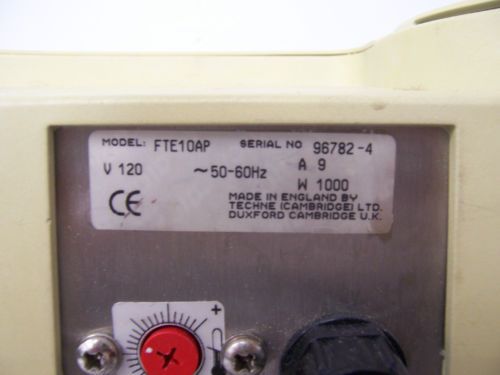 MODEL: FTE10AP SERIAL NO 96782-4
V 120 ~50-60Hz A 9
W 1000
CE MADE IN ENGLAND BY
TECHNE (CAMBRIDGE) LTD.
DUXFORD CAMBRIDGE U.K.
+